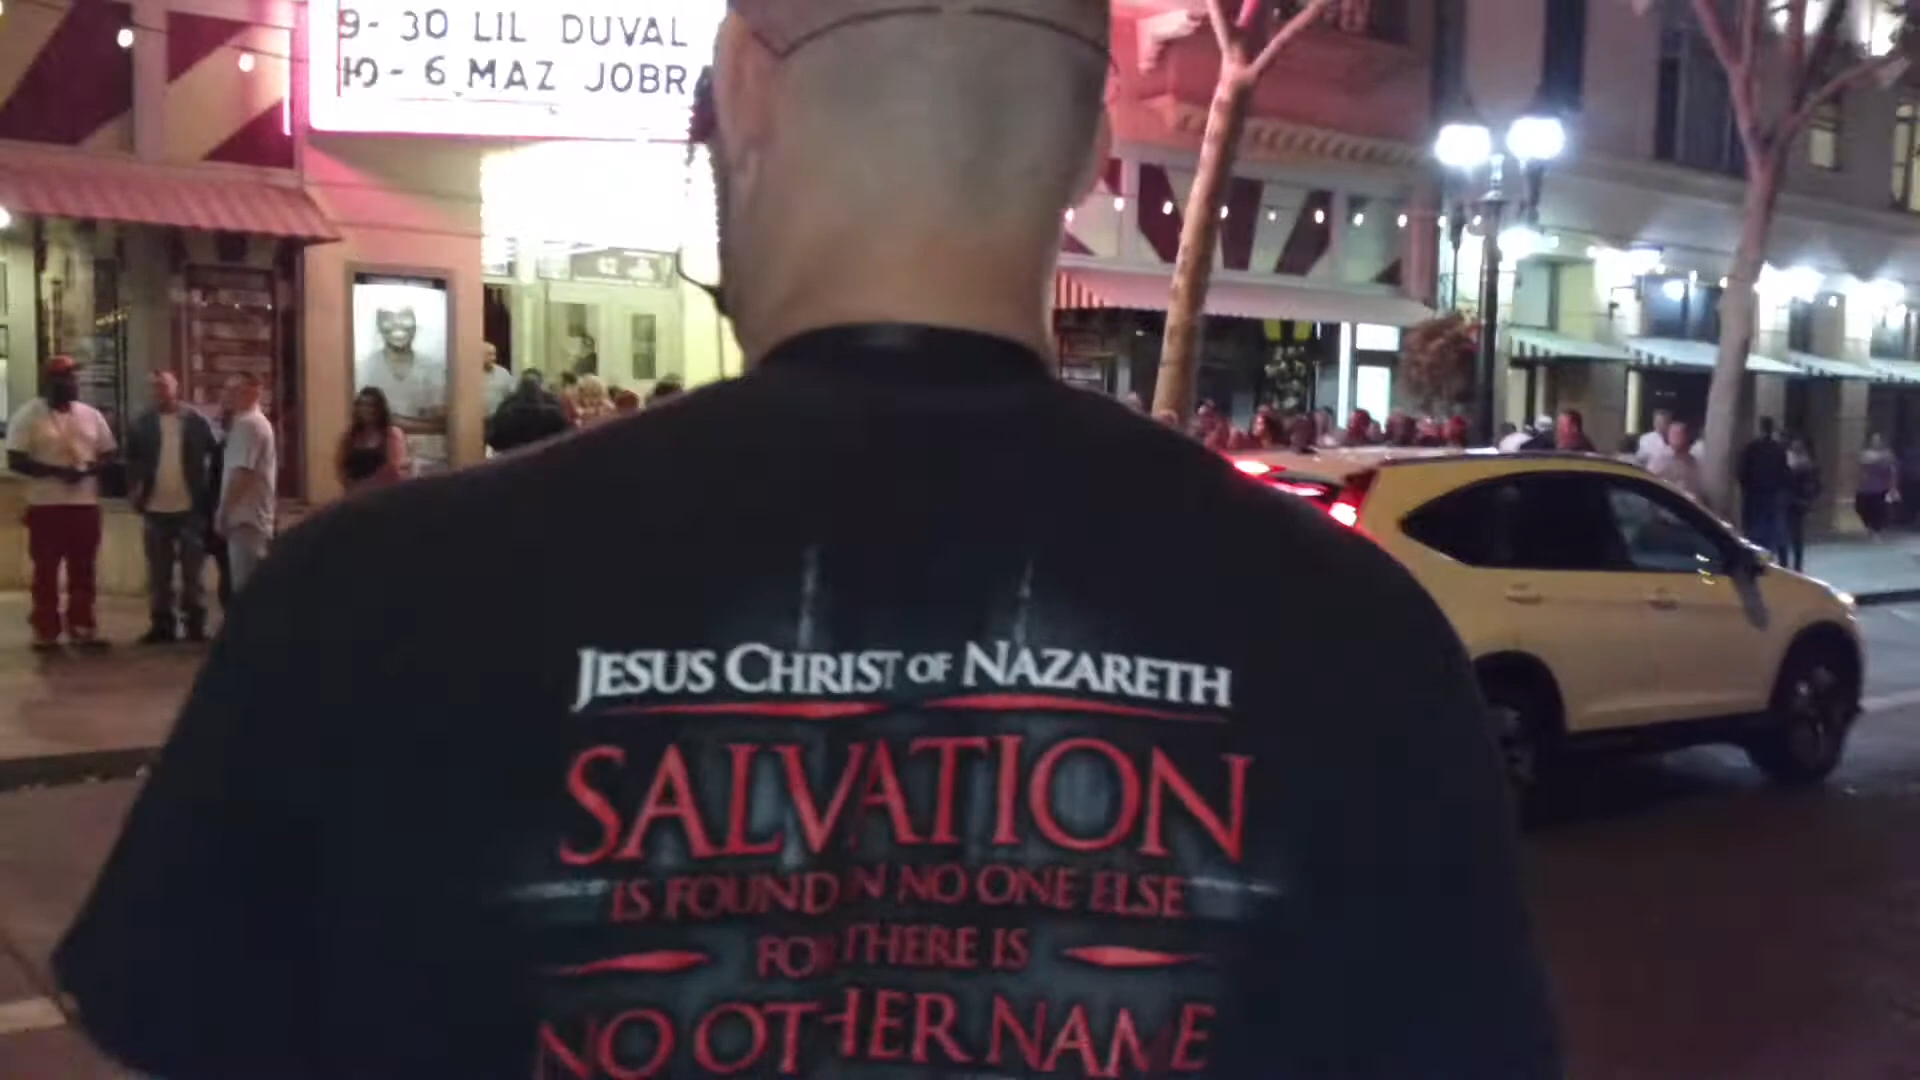 9- 30 LIL DUVAL
10- 6 MAZ JOBRA
JESUS CHRIST OF NAZARETH
SALVATION
IS FOUND IN NO ONE ELSE
FOR THERE IS
NO OTHER NAME